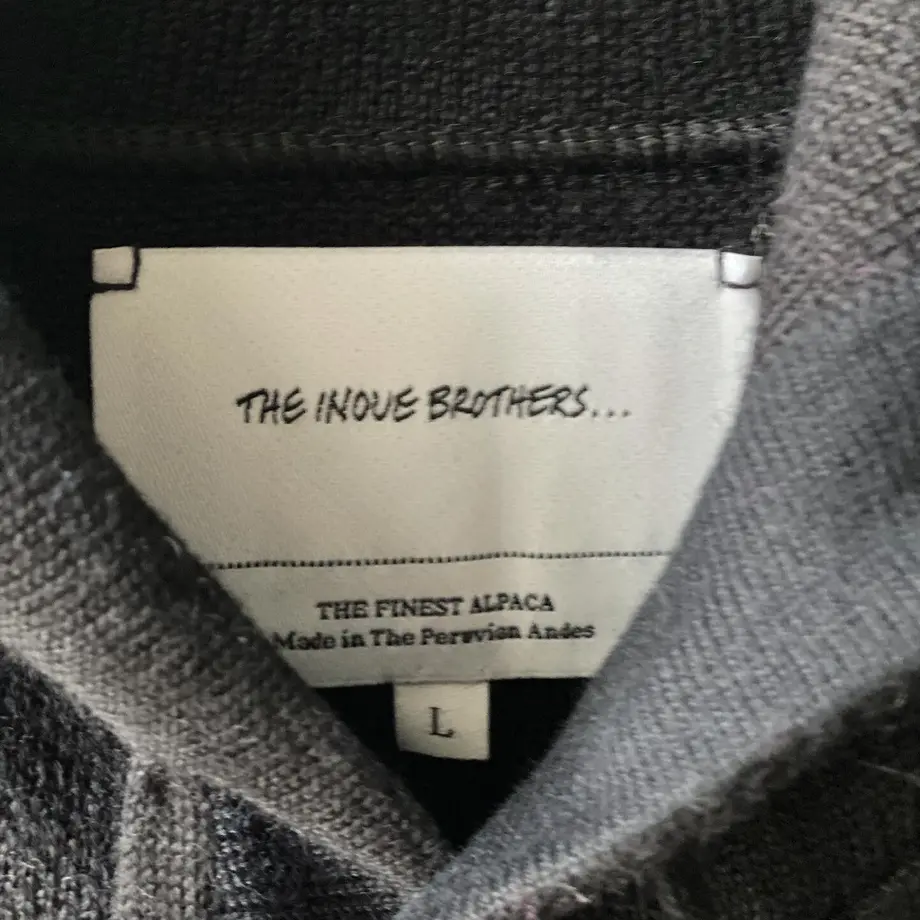 THE INOUE BROTHERS...
THE FINEST ALPACA
Made in The Peruvian Andes
L